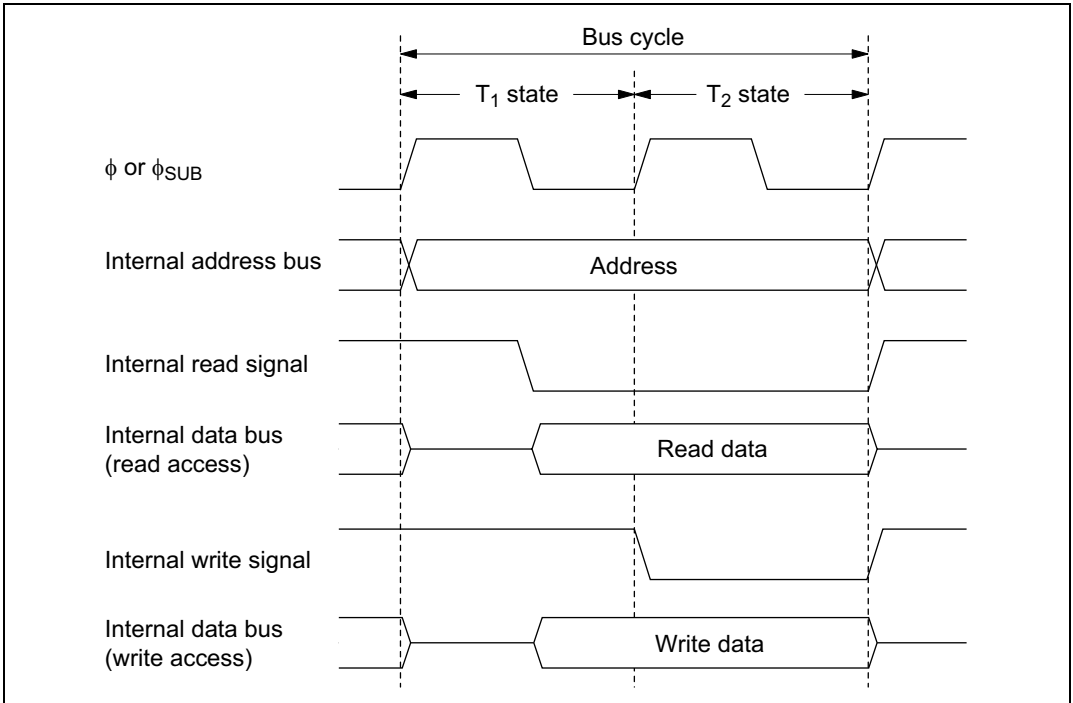 Bus cycle
T₁ state
T₂ state
ϕ or ϕSUB
Internal address bus
Address
Internal read signal
Internal data bus
(read access)
Read data
Internal write signal
Internal data bus
(write access)
Write data